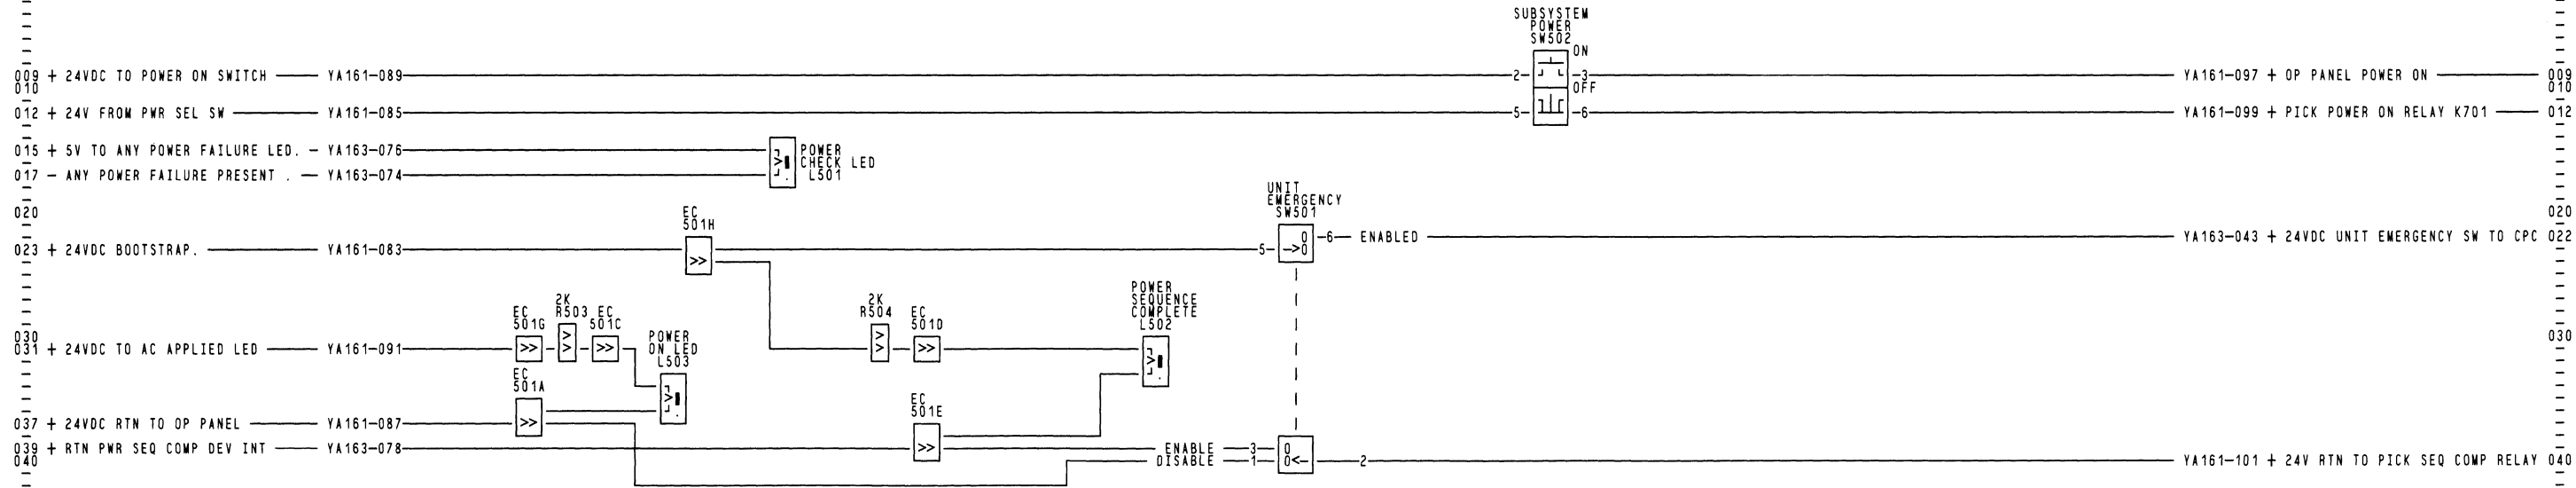 SUBSYSTEM
POWER
SW502
ON
009 + 24VDC TO POWER ON SWITCH YA161-089 2 3 YA161-097 + OP PANEL POWER ON 009
010 OFF 010
012 + 24V FROM PWR SEL SW YA161-085 5 6 YA161-099 + PICK POWER ON RELAY K701 012
015 + 5V TO ANY POWER FAILURE LED. - YA163-076
POWER
CHECK LED
L501
017 - ANY POWER FAILURE PRESENT . YA163-074
UNIT
EMERGENCY
SW501
020 020
EC
501H
023 + 24VDC BOOTSTRAP. YA161-083 >> 5 ->0 0 6 ENABLED YA163-043 + 24VDC UNIT EMERGENCY SW TO CPC 022
POWER
SEQUENCE
COMPLETE
L502
EC
501G
2K
R503
EC
501C
2K
R504
EC
501D
POWER
ON LED
L503
030 030
031 + 24VDC TO AC APPLIED LED YA161-091 >> >> >> >> >> >
EC
501A
EC
501E
037 + 24VDC RTN TO OP PANEL YA161-087 >>
039 + RTN PWR SEQ COMP DEV INT YA163-078 >> ENABLE 3 0
040 DISABLE 1 0<- 2 YA161-101 + 24V RTN TO PICK SEQ COMP RELAY 040